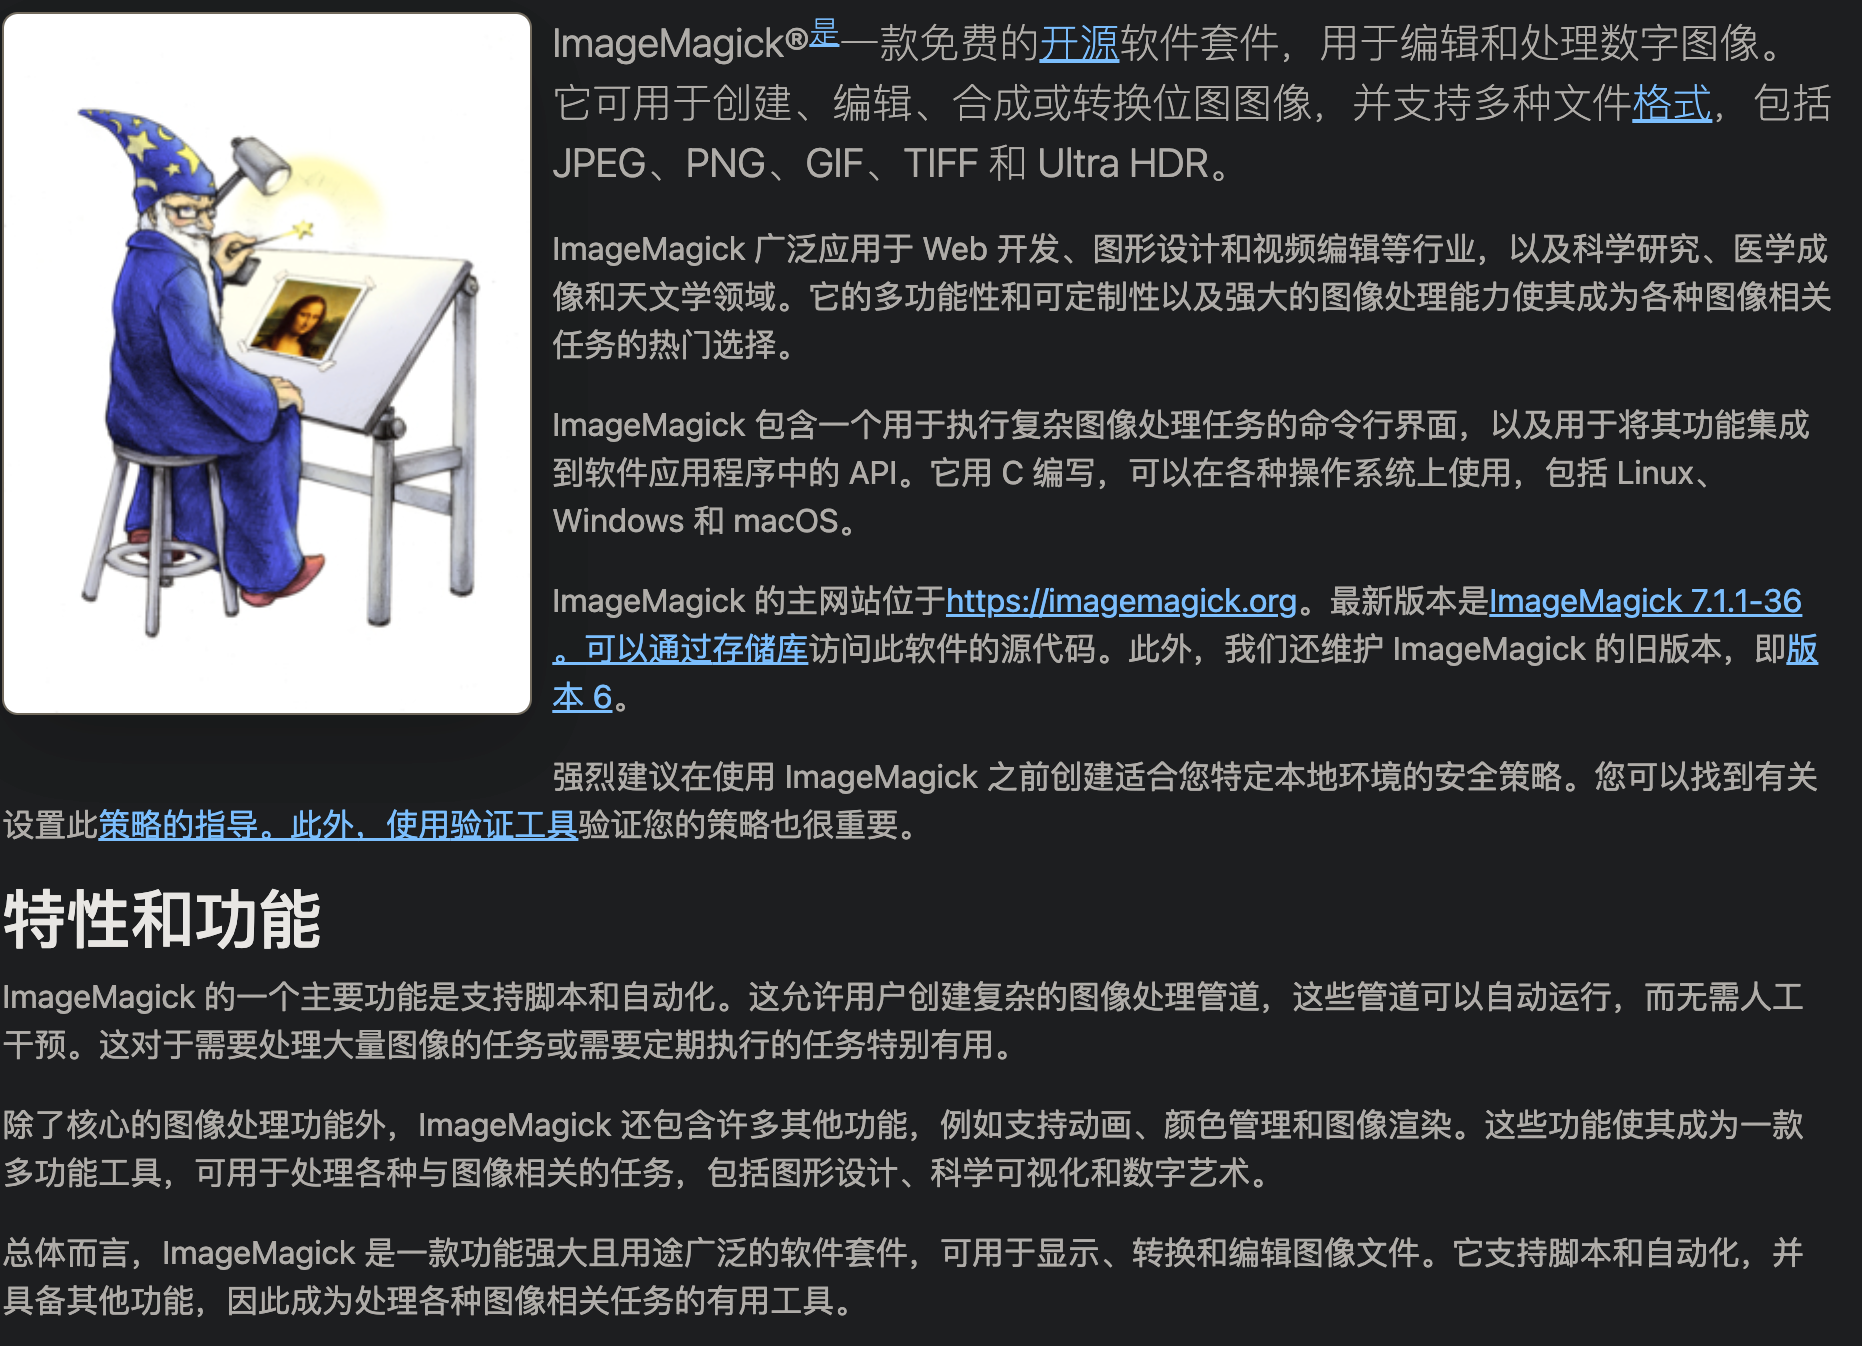 ImageMagick®是一款免费的开源软件套件，用于编辑和处理数字图像。
它可用于创建、编辑、合成或转换位图图像，并支持多种文件格式，包括
JPEG、PNG、GIF、TIFF 和 Ultra HDR。
ImageMagick 广泛应用于 Web 开发、图形设计和视频编辑等行业，以及科学研究、医学成
像和天文学领域。它的多功能性和可定制性以及强大的图像处理能力使其成为各种图像相关
任务的热门选择。
ImageMagick 包含一个用于执行复杂图像处理任务的命令行界面，以及用于将其功能集成
到软件应用程序中的 API。它用 C 编写，可以在各种操作系统上使用，包括 Linux、
Windows 和 macOS。
ImageMagick 的主网站位于https://imagemagick.org。最新版本是ImageMagick 7.1.1-36
。可以通过存储库访问此软件的源代码。此外，我们还维护 ImageMagick 的旧版本，即版
本 6。
强烈建议在使用 ImageMagick 之前创建适合您特定本地环境的安全策略。您可以找到有关
设置此策略的指导。此外，使用验证工具验证您的策略也很重要。
特性和功能
ImageMagick 的一个主要功能是支持脚本和自动化。这允许用户创建复杂的图像处理管道，这些管道可以自动运行，而无需人工
干预。这对于需要处理大量图像的任务或需要定期执行的任务特别有用。
除了核心的图像处理功能外，ImageMagick 还包含许多其他功能，例如支持动画、颜色管理和图像渲染。这些功能使其成为一款
多功能工具，可用于处理各种与图像相关的任务，包括图形设计、科学可视化和数字艺术。
总体而言，ImageMagick 是一款功能强大且用途广泛的软件套件，可用于显示、转换和编辑图像文件。它支持脚本和自动化，并
具备其他功能，因此成为处理各种图像相关任务的有用工具。